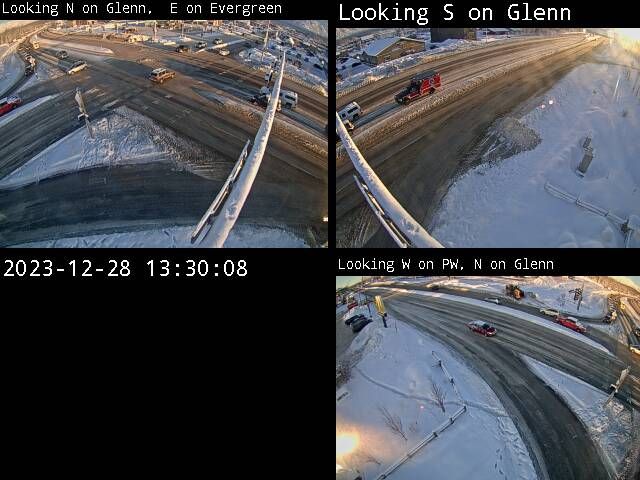 Looking N on Glenn, E on Evergreen
Looking S on Glenn
2023-12-28 13:30:08
Looking W on PW, N on Glenn